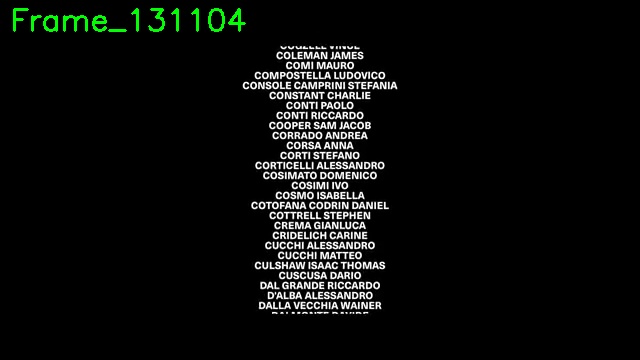 Frame_131104
COLEMAN JAMES
COMI MAURO
COMPOSTELLA LUDOVICO
CONSOLE CAMPRINI STEFANIA
CONSTANT CHARLIE
CONTI PAOLO
CONTI RICCARDO
COOPER SAM JACOB
CORRADO ANDREA
CORSA ANNA
CORTI STEFANO
CORTICELLI ALESSANDRO
COSIMATO DOMENICO
COSIMI IVO
COSMO ISABELLA
COTOFANA CODRIN DANIEL
COTTRELL STEPHEN
CREMA GIANLUCA
CRIDELICH CARINE
CUCCHI ALESSANDRO
CUCCHI MATTEO
CULSHAW ISAAC THOMAS
CUSCUSA DARIO
DAL GRANDE RICCARDO
D'ALBA ALESSANDRO
DALLA VECCHIA WAINER